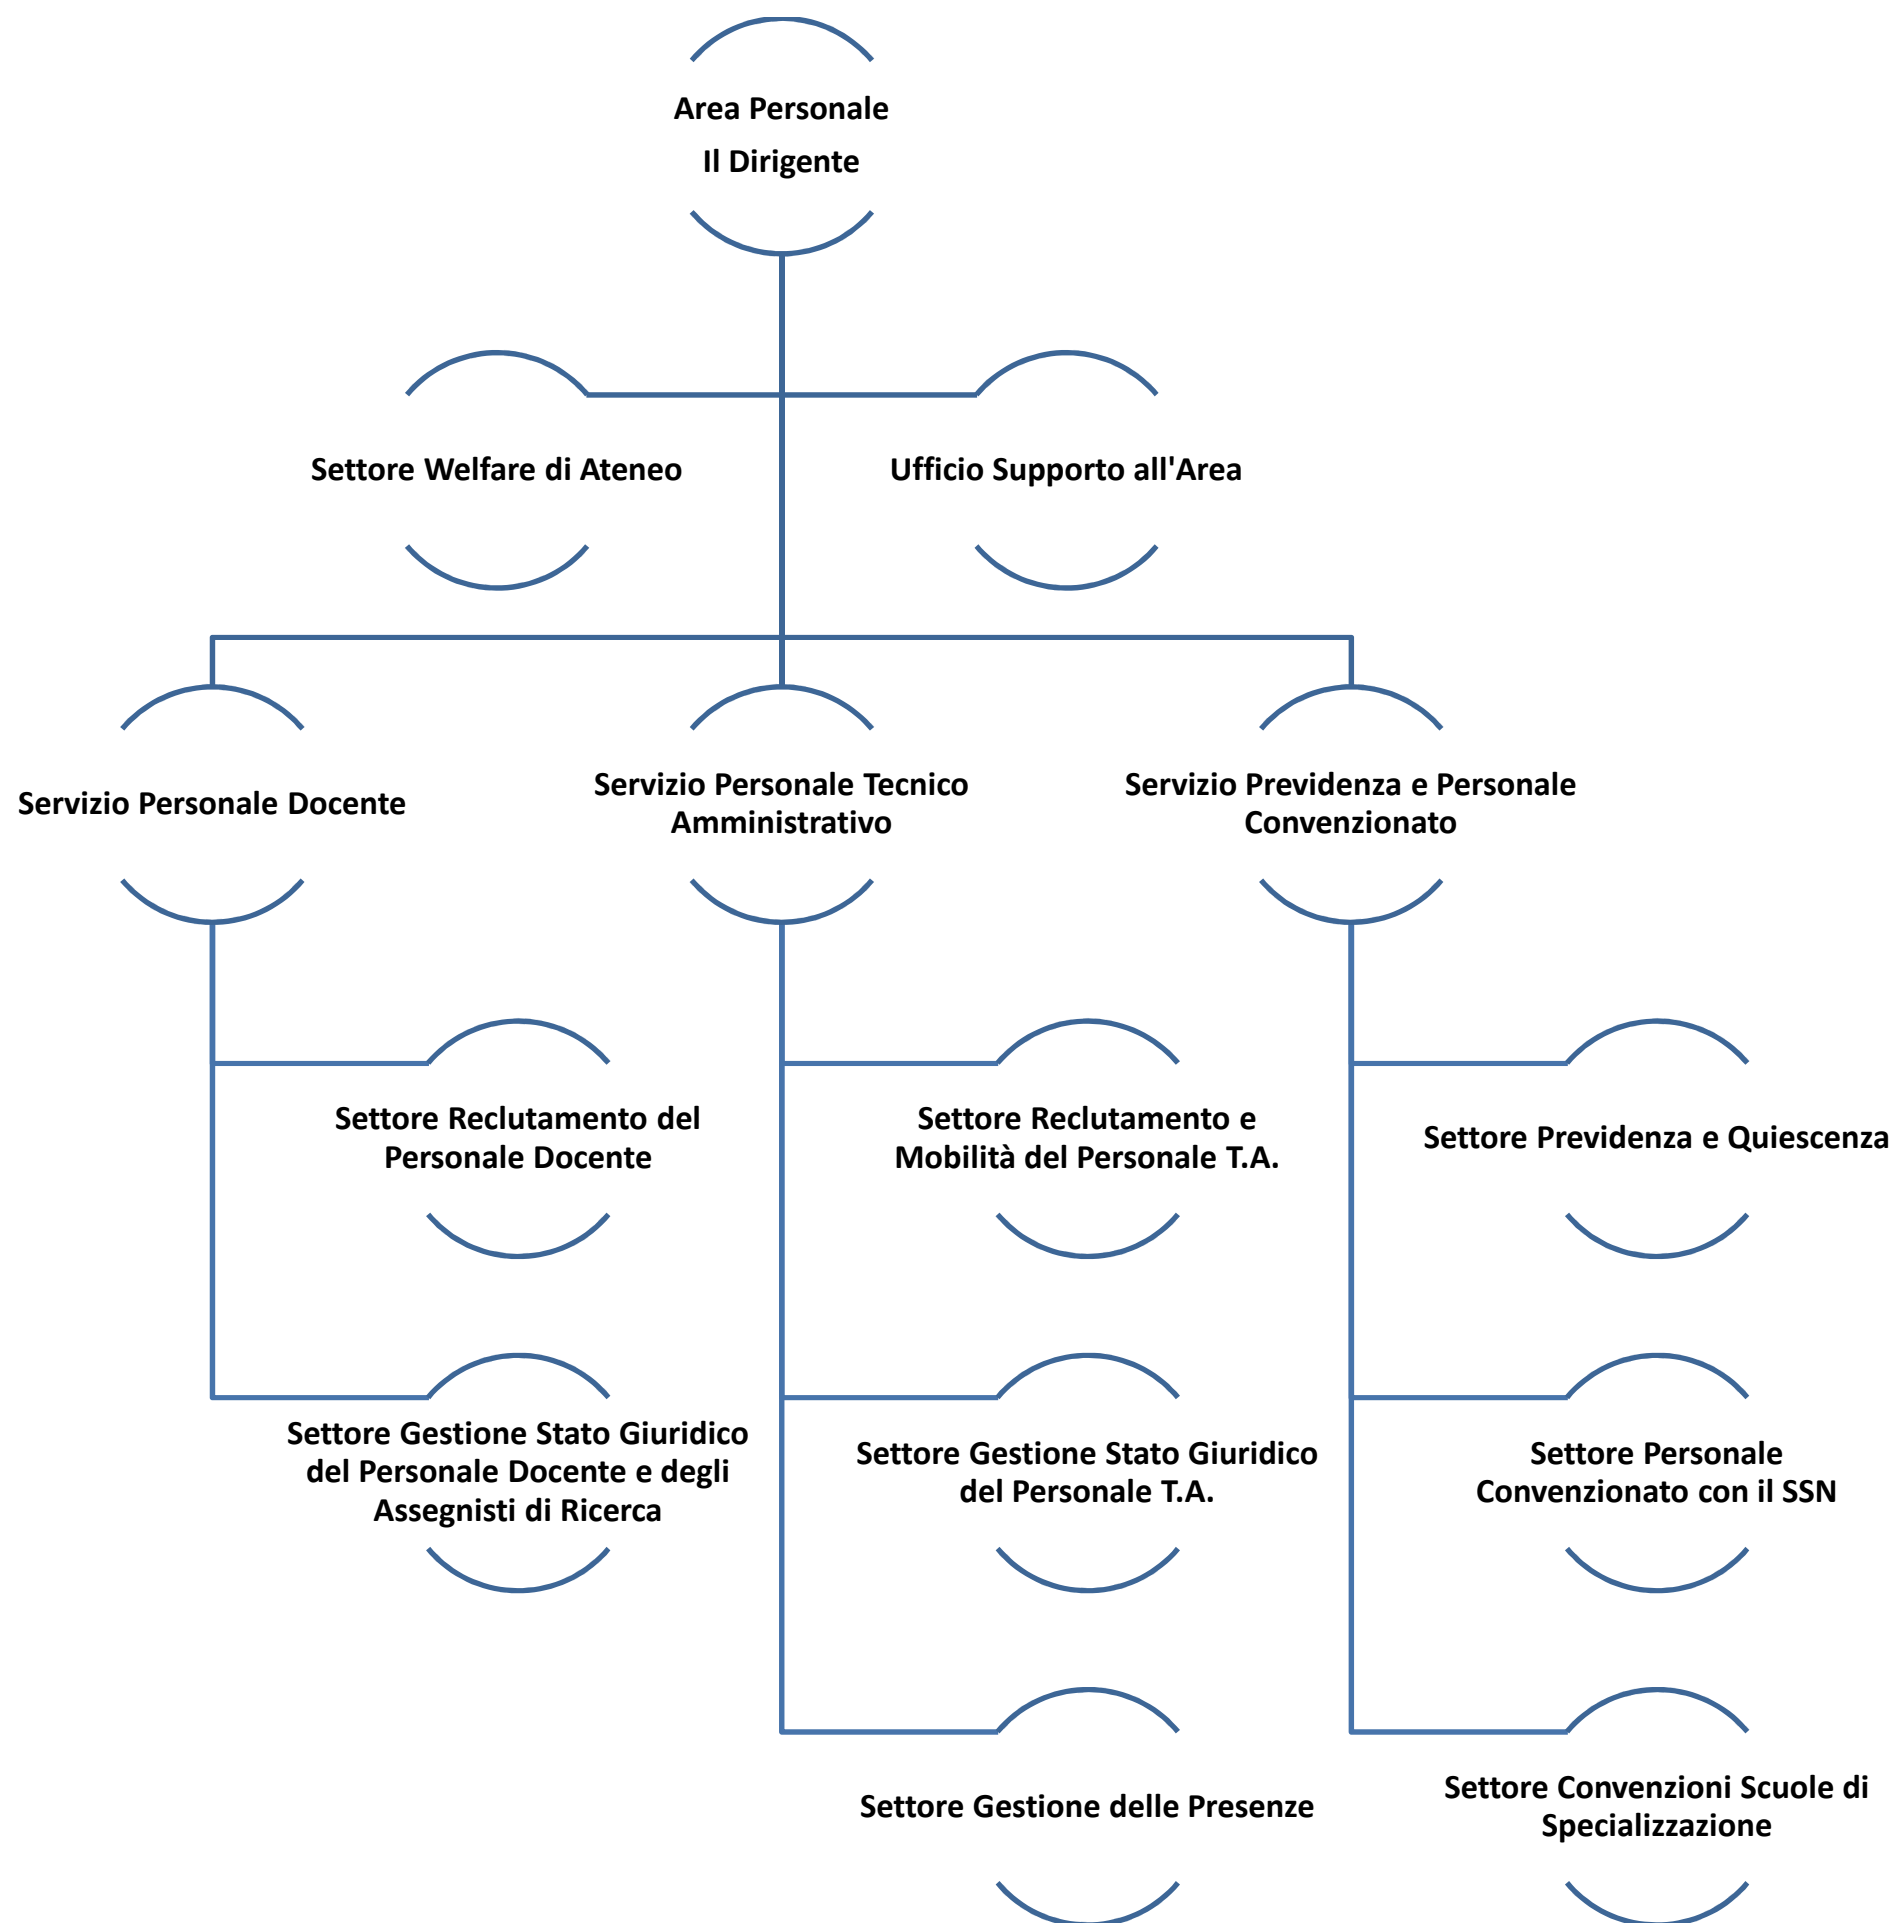 Area Personale
Il Dirigente
Settore Welfare di Ateneo
Ufficio Supporto all'Area
Servizio Personale Docente
Servizio Personale Tecnico
Amministrativo
Servizio Previdenza e Personale
Convenzionato
Settore Reclutamento del
Personale Docente
Settore Reclutamento e
Mobilità del Personale T.A.
Settore Previdenza e Quiescenza
Settore Gestione Stato Giuridico
del Personale Docente e degli
Assegnisti di Ricerca
Settore Gestione Stato Giuridico
del Personale T.A.
Settore Personale
Convenzionato con il SSN
Settore Gestione delle Presenze
Settore Convenzioni Scuole di
Specializzazione